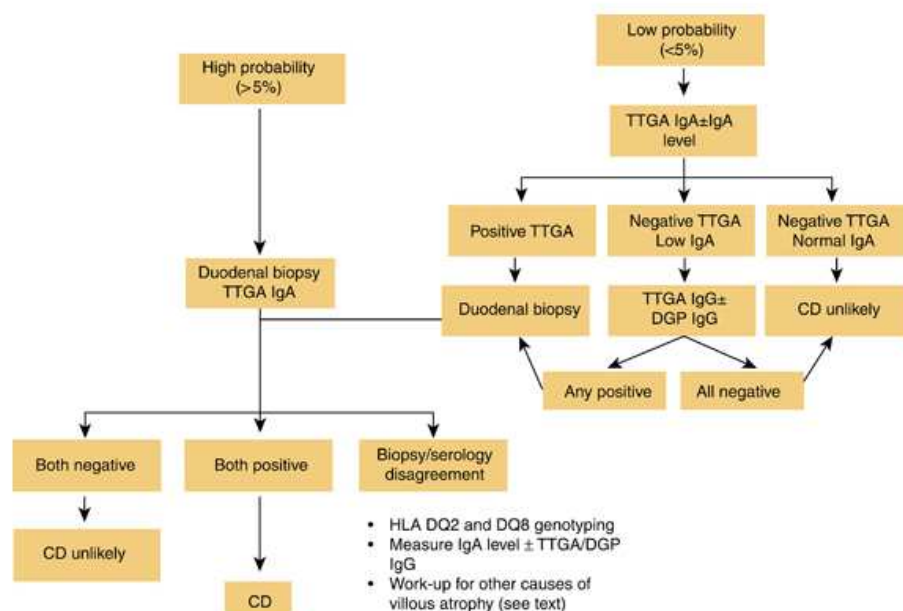 Low probability
(<5%)
High probability
(>5%)
TTGA IgA±IgA
level
Positive TTGA
Negative TTGA
Low IgA
Negative TTGA
Normal IgA
Duodenal biopsy
TTGA IgA
Duodenal biopsy
TTGA IgG±
DGP IgG
CD unlikely
Any positive
All negative
Both negative
Both positive
Biopsy/serology
disagreement
CD unlikely
CD
• HLA DQ2 and DQ8 genotyping
• Measure IgA level ± TTGA/DGP
IgG
• Work-up for other causes of
villous atrophy (see text)